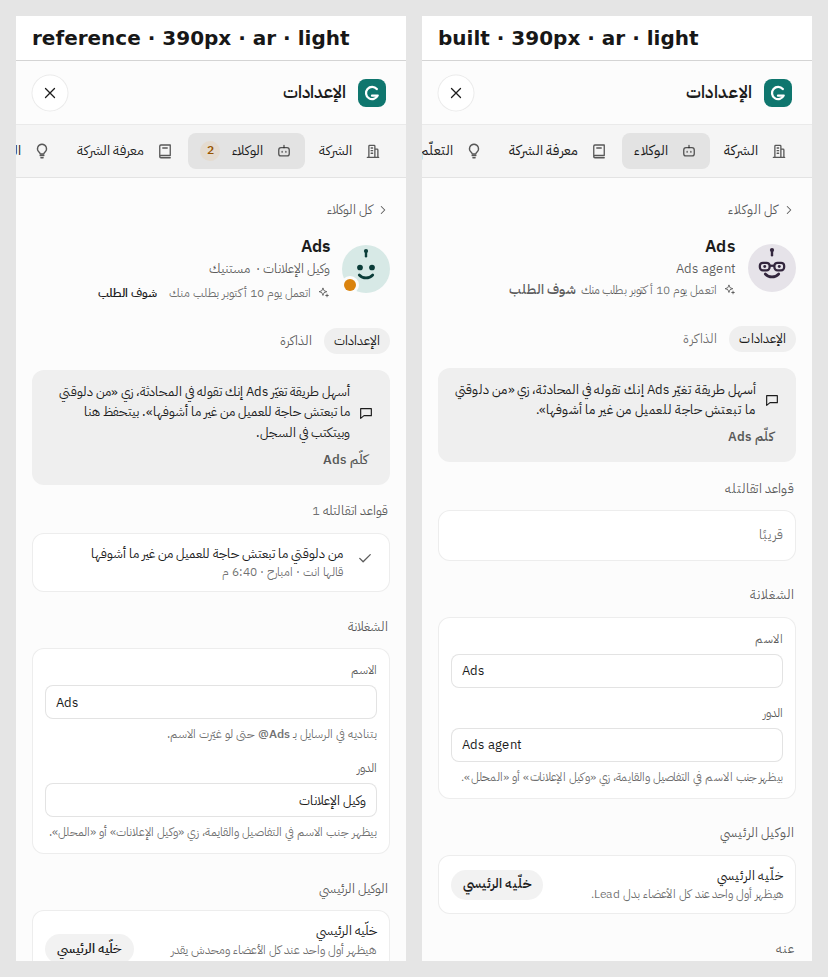 reference · 390px · ar · light
الإعدادات
الشركة
الوكلاء
2
معرفة الشركة
كل الوكلاء
Ads
وكيل الإعلانات · مستنيك
اتعمل يوم 10 أكتوبر بطلب منك شوف الطلب
الإعدادات
الذاكرة
أسهل طريقة تغيّر Ads إنك تقوله في المحادثة، زي «من دلوقتي
ما تبعتش حاجة للعميل من غير ما أشوفها». بيتحفظ هنا
وبيتكتب في السجل.
كلّم Ads
قواعد اتقالتله 1
من دلوقتي ما تبعتش حاجة للعميل من غير ما أشوفها
قالها انت · امبارح · 6:40 م
الشغلانة
الاسم
Ads
بتناديه في الرسايل بـ @Ads حتى لو غيّرت الاسم.
الدور
وكيل الإعلانات
بيظهر جنب الاسم في التفاصيل والقايمة، زي «وكيل الإعلانات» أو «المحلل».
الوكيل الرئيسي
خلّيه الرئيسي
هيظهر أول واحد عند كل الأعضاء ومحدش يقدر
خلّيه الرئيسي
built · 390px · ar · light
الإعدادات
الشركة
الوكلاء
معرفة الشركة
التعلّم
كل الوكلاء
Ads
Ads agent
اتعمل يوم 10 أكتوبر بطلب منك شوف الطلب
الإعدادات
الذاكرة
أسهل طريقة تغيّر Ads إنك تقوله في المحادثة، زي «من دلوقتي
ما تبعتش حاجة للعميل من غير ما أشوفها».
كلّم Ads
قواعد اتقالتله
قريبًا
الشغلانة
الاسم
Ads
الدور
Ads agent
بيظهر جنب الاسم في التفاصيل والقايمة، زي «وكيل الإعلانات» أو «المحلل».
الوكيل الرئيسي
خلّيه الرئيسي
هيظهر أول واحد عند كل الأعضاء بدل Lead.
خلّيه الرئيسي
عنه